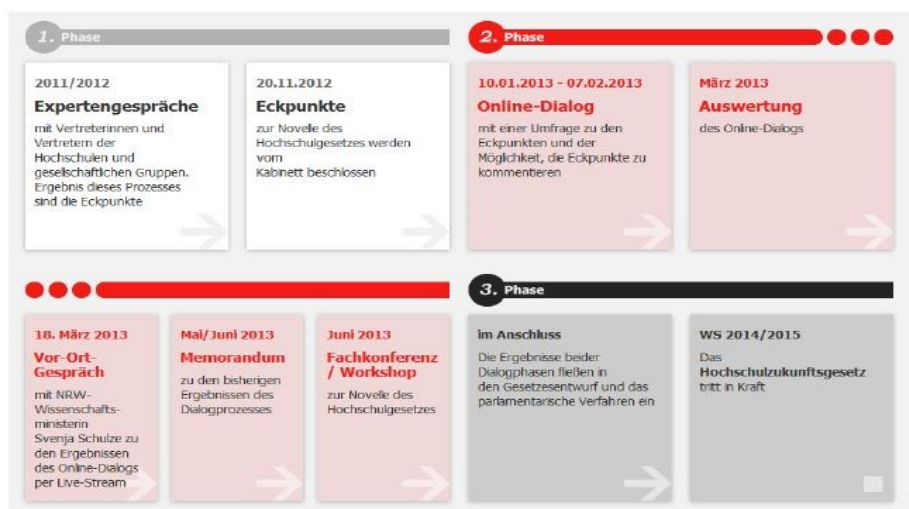 1. Phase
2011/2012
Expertengespräche
mit Vertreterinnen und
Vertretern der
Hochschulen und
gesellschaftlichen Gruppen.
Ergebnis dieses Prozesses
sind die Eckpunkte
20.11.2012
Eckpunkte
zur Novelle des
Hochschulgesetzes werden
vom
Kabinett beschlossen
2. Phase
10.01.2013 - 07.02.2013
Online-Dialog
mit einer Umfrage zu den
Eckpunkten und der
Möglichkeit, die Eckpunkte zu
kommentieren
März 2013
Auswertung
des Online-Dialogs
18. März 2013
Vor-Ort-
Gespräch
mit NRW-
Wissenschafts-
ministerin
Svenja Schulze zu
den Ergebnissen
des Online-Dialogs
per Live-Stream
Mai/Juni 2013
Memorandum
zu den bisherigen
Ergebnissen des
Dialogprozesses
Juni 2013
Fachkonferenz
/ Workshop
zur Novelle des
Hochschulgesetzes
3. Phase
im Anschluss
Die Ergebnisse beider
Dialogphasen fließen in
den Gesetzesentwurf und das
parlamentarische Verfahren ein
WS 2014/2015
Das
Hochschulzukunftsgesetz
tritt in Kraft